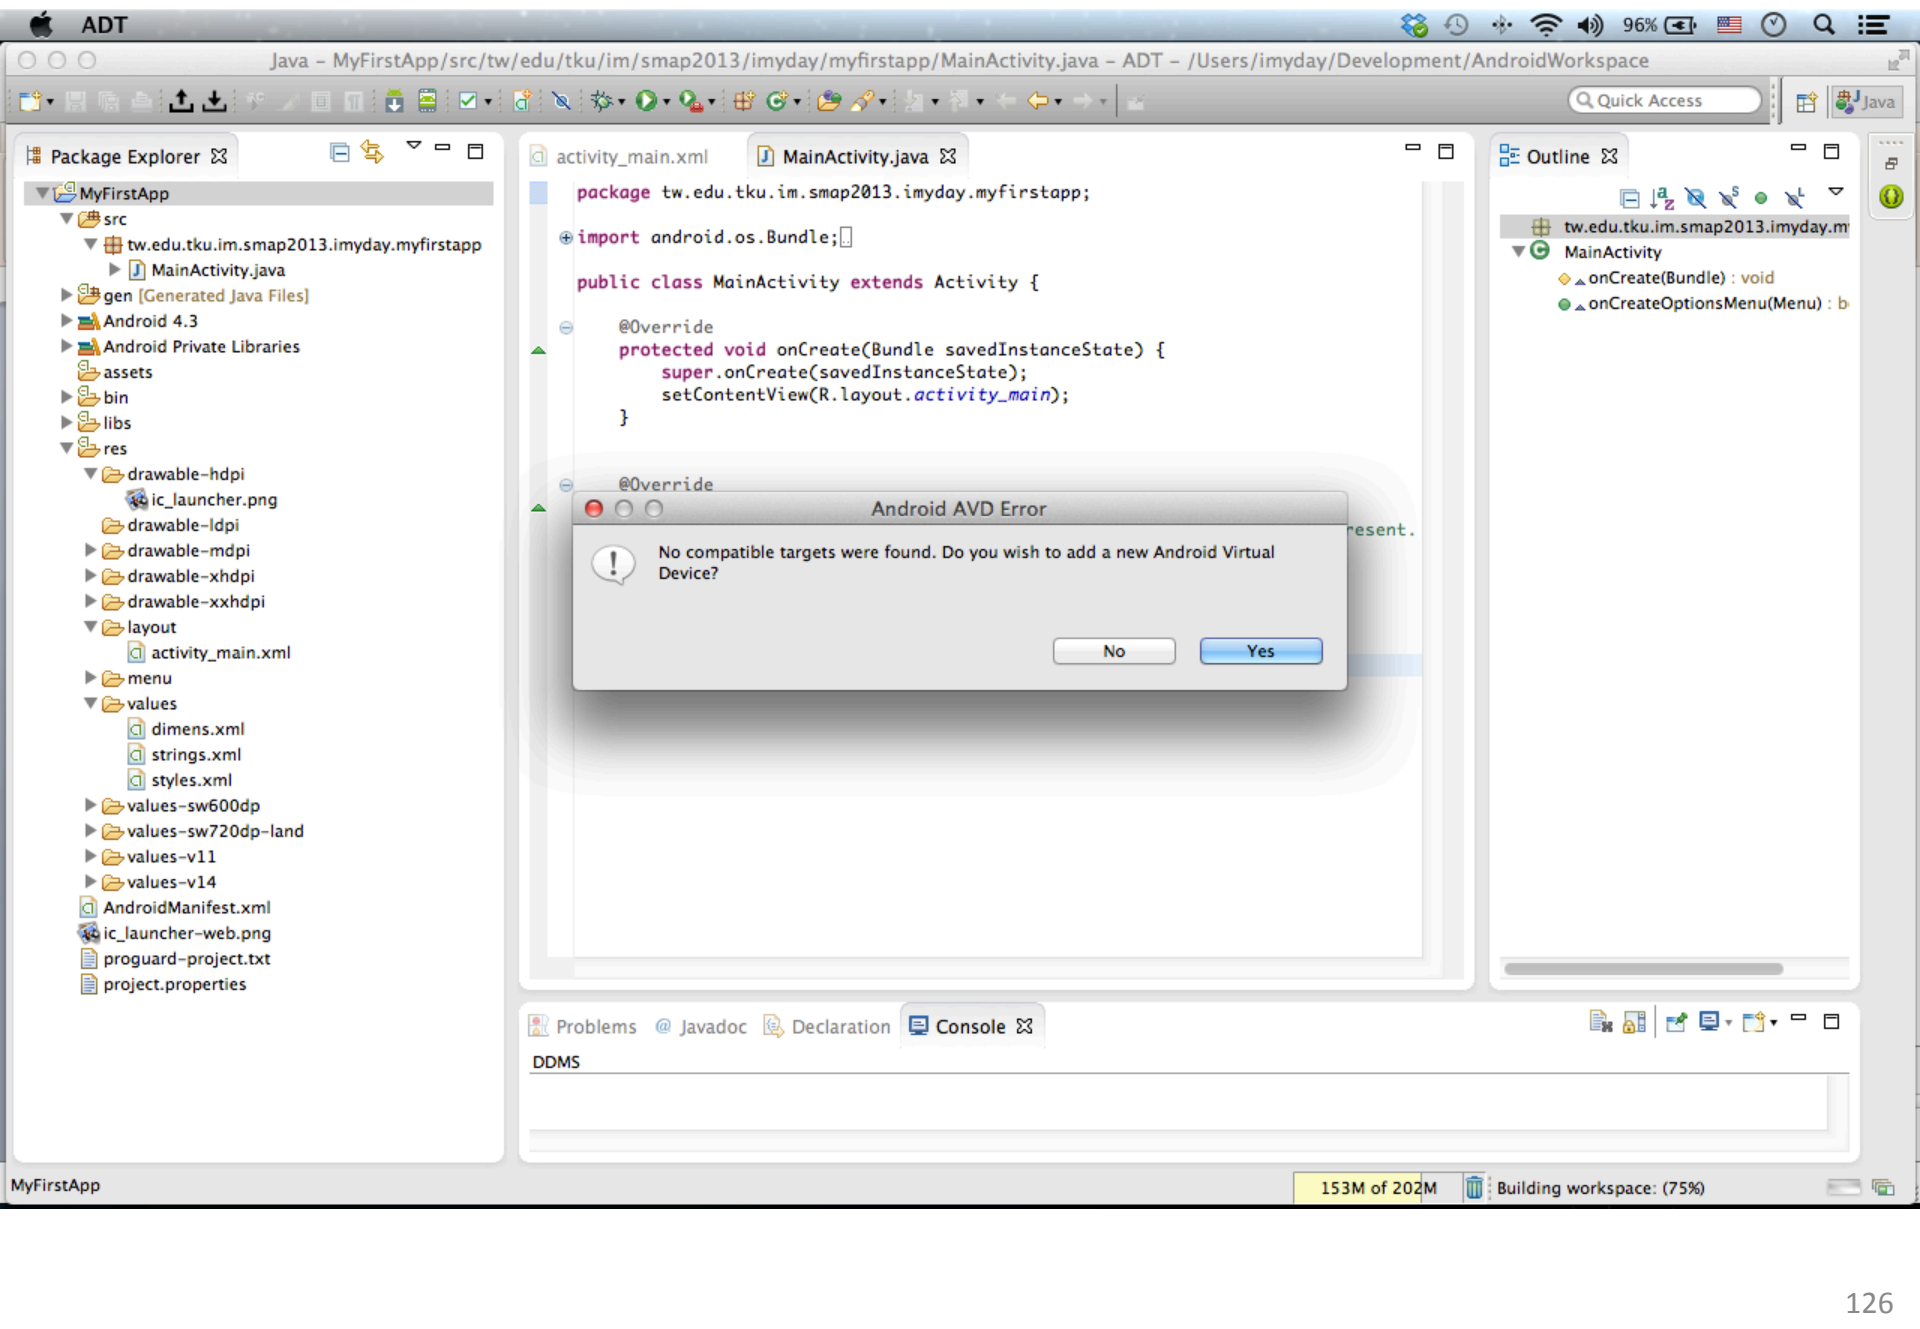 ADT
96%
Java – MyFirstApp/src/tw/edu/tku/im/smap2013/imyday/myfirstapp/MainActivity.java – ADT – /Users/imyday/Development/AndroidWorkspace
Quick Access
Java
Package Explorer
MyFirstApp
src
tw.edu.tku.im.smap2013.imyday.myfirstapp
MainActivity.java
gen [Generated Java Files]
Android 4.3
Android Private Libraries
assets
bin
libs
res
drawable-hdpi
ic_launcher.png
drawable-ldpi
drawable-mdpi
drawable-xhdpi
drawable-xxhdpi
layout
activity_main.xml
menu
values
dimens.xml
strings.xml
styles.xml
values-sw600dp
values-sw720dp-land
values-v11
values-v14
AndroidManifest.xml
ic_launcher-web.png
proguard-project.txt
project.properties
activity_main.xml
MainActivity.java
package tw.edu.tku.im.smap2013.imyday.myfirstapp;
import android.os.Bundle;
public class MainActivity extends Activity {
@Override
protected void onCreate(Bundle savedInstanceState) {
super.onCreate(savedInstanceState);
setContentView(R.layout.activity_main);
}
@Override
resent.
Android AVD Error
No compatible targets were found. Do you wish to add a new Android Virtual
Device?
No
Yes
Outline
tw.edu.tku.im.smap2013.imyday.m
MainActivity
onCreate(Bundle) : void
onCreateOptionsMenu(Menu) : b
Problems
@ Javadoc
Declaration
Console
DDMS
MyFirstApp
153M of 202M
Building workspace: (75%)
126